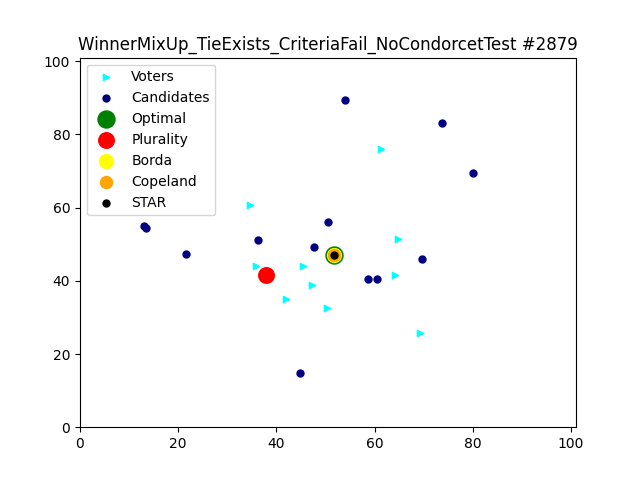 WinnerMixUp_TieExists_CriteriaFail_NoCondorcetTest #2879
100
80
60
40
20
0
Voters
Candidates
Optimal
Plurality
Borda
Copeland
STAR
0 20 40 60 80 100